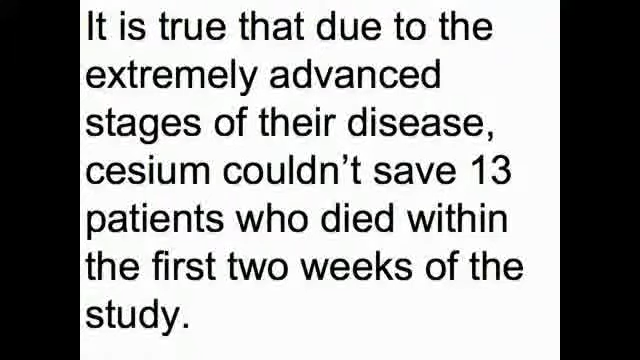 It is true that due to the
extremely advanced
stages of their disease,
cesium couldn’t save 13
patients who died within
the first two weeks of the
study.